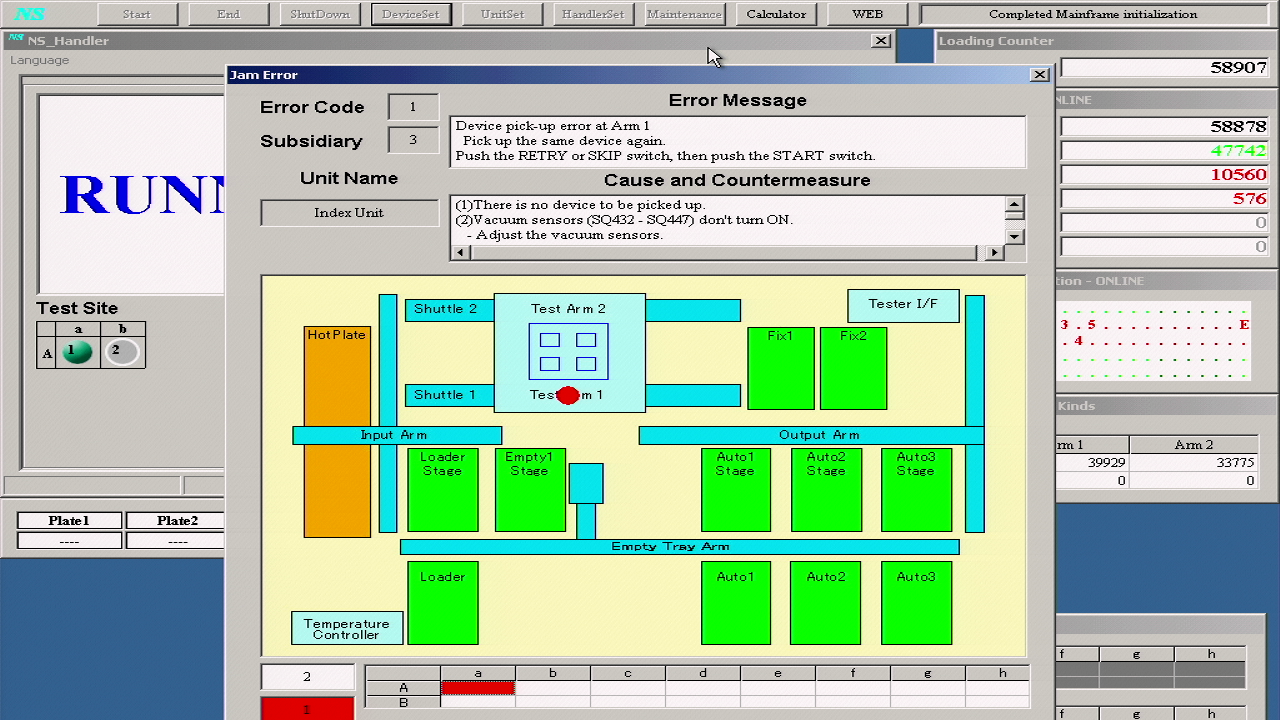 NS Start End ShutDown DeviceSet UnitSet HandlerSet Maintenance Calculator WEB Completed Mainframe initialization
NS NS_Handler
Language
Loading Counter
58907
NLINE
58878
47742
10560
576
0
0
Jam Error
Error Code 1
Subsidiary 3
Unit Name
Index Unit
Error Message
Device pick-up error at Arm 1
Pick up the same device again.
Push the RETRY or SKIP switch, then push the START switch.
Cause and Countermeasure
(1)There is no device to be picked up.
(2)Vacuum sensors (SQ432 - SQ447) don't turn ON.
- Adjust the vacuum sensors.
RUNN
Test Site
a b
A 1 2
Plate1 Plate2
---- ----
Shuttle 2 Test Arm 2 Tester I/F
HotPlate Fix1 Fix2
Shuttle 1 Test m 1
Input Arm Output Arm
Loader Stage
Empty1 Stage
Auto1 Stage
Auto2 Stage
Auto3 Stage
Empty Tray Arm
Loader Auto1 Auto2 Auto3
Temperature
Controller
2
1
a b c d e f g h
A
B
tion - ONLINE
3 . 5 . . . . . . . . . E
. 4 . . . . . . . . . .
Kinds
rm 1 Arm 2
39929 33775
0 0
f g h
f g h